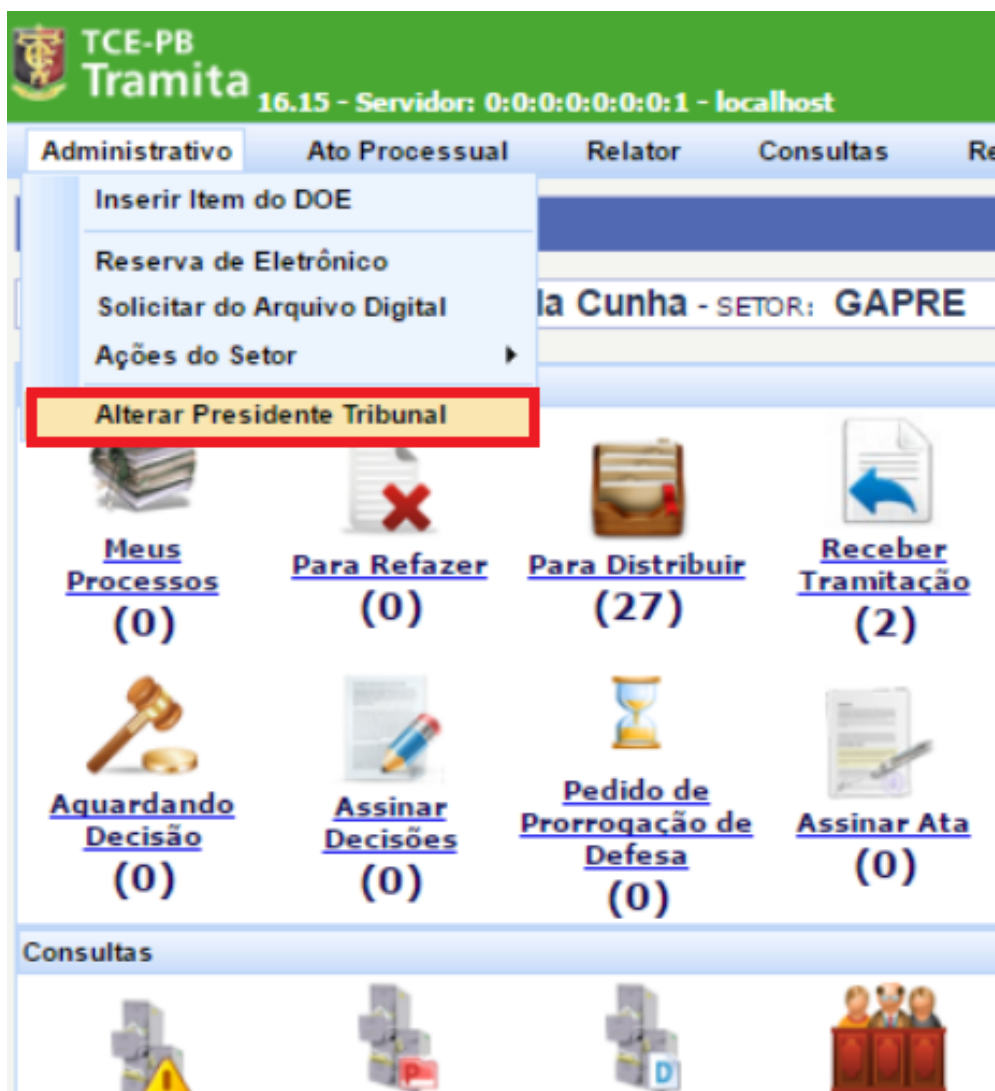 TCE-PB
Tramita 16.15 - Servidor: 0:0:0:0:0:0:0:1 - localhost
Administrativo Ato Processual Relator Consultas Re
Inserir Item do DOE
Reserva de Eletrônico
Solicitar do Arquivo Digital
la Cunha - SETOR: GAPRE
Ações do Setor
Alterar Presidente Tribunal
Meus Processos
(0)
Para Refazer
(0)
Para Distribuir
(27)
Receber Tramitação
(2)
Aguardando Decisão
(0)
Assinar Decisões
(0)
Pedido de Prorrogação de Defesa
(0)
Assinar Ata
(0)
Consultas
P
D